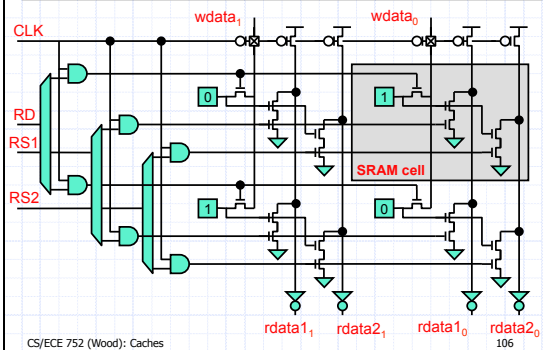 wdata1 wdata0
CLK
0 1
RD
RS1
SRAM cell
RS2
1 0
rdata11 rdata21 rdata10 rdata20
CS/ECE 752 (Wood): Caches 106